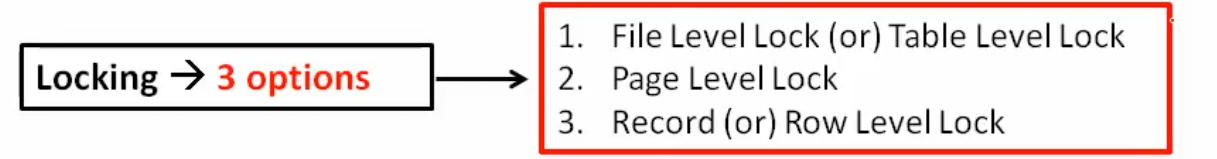 Locking → 3 options
1. File Level Lock (or) Table Level Lock
2. Page Level Lock
3. Record (or) Row Level Lock